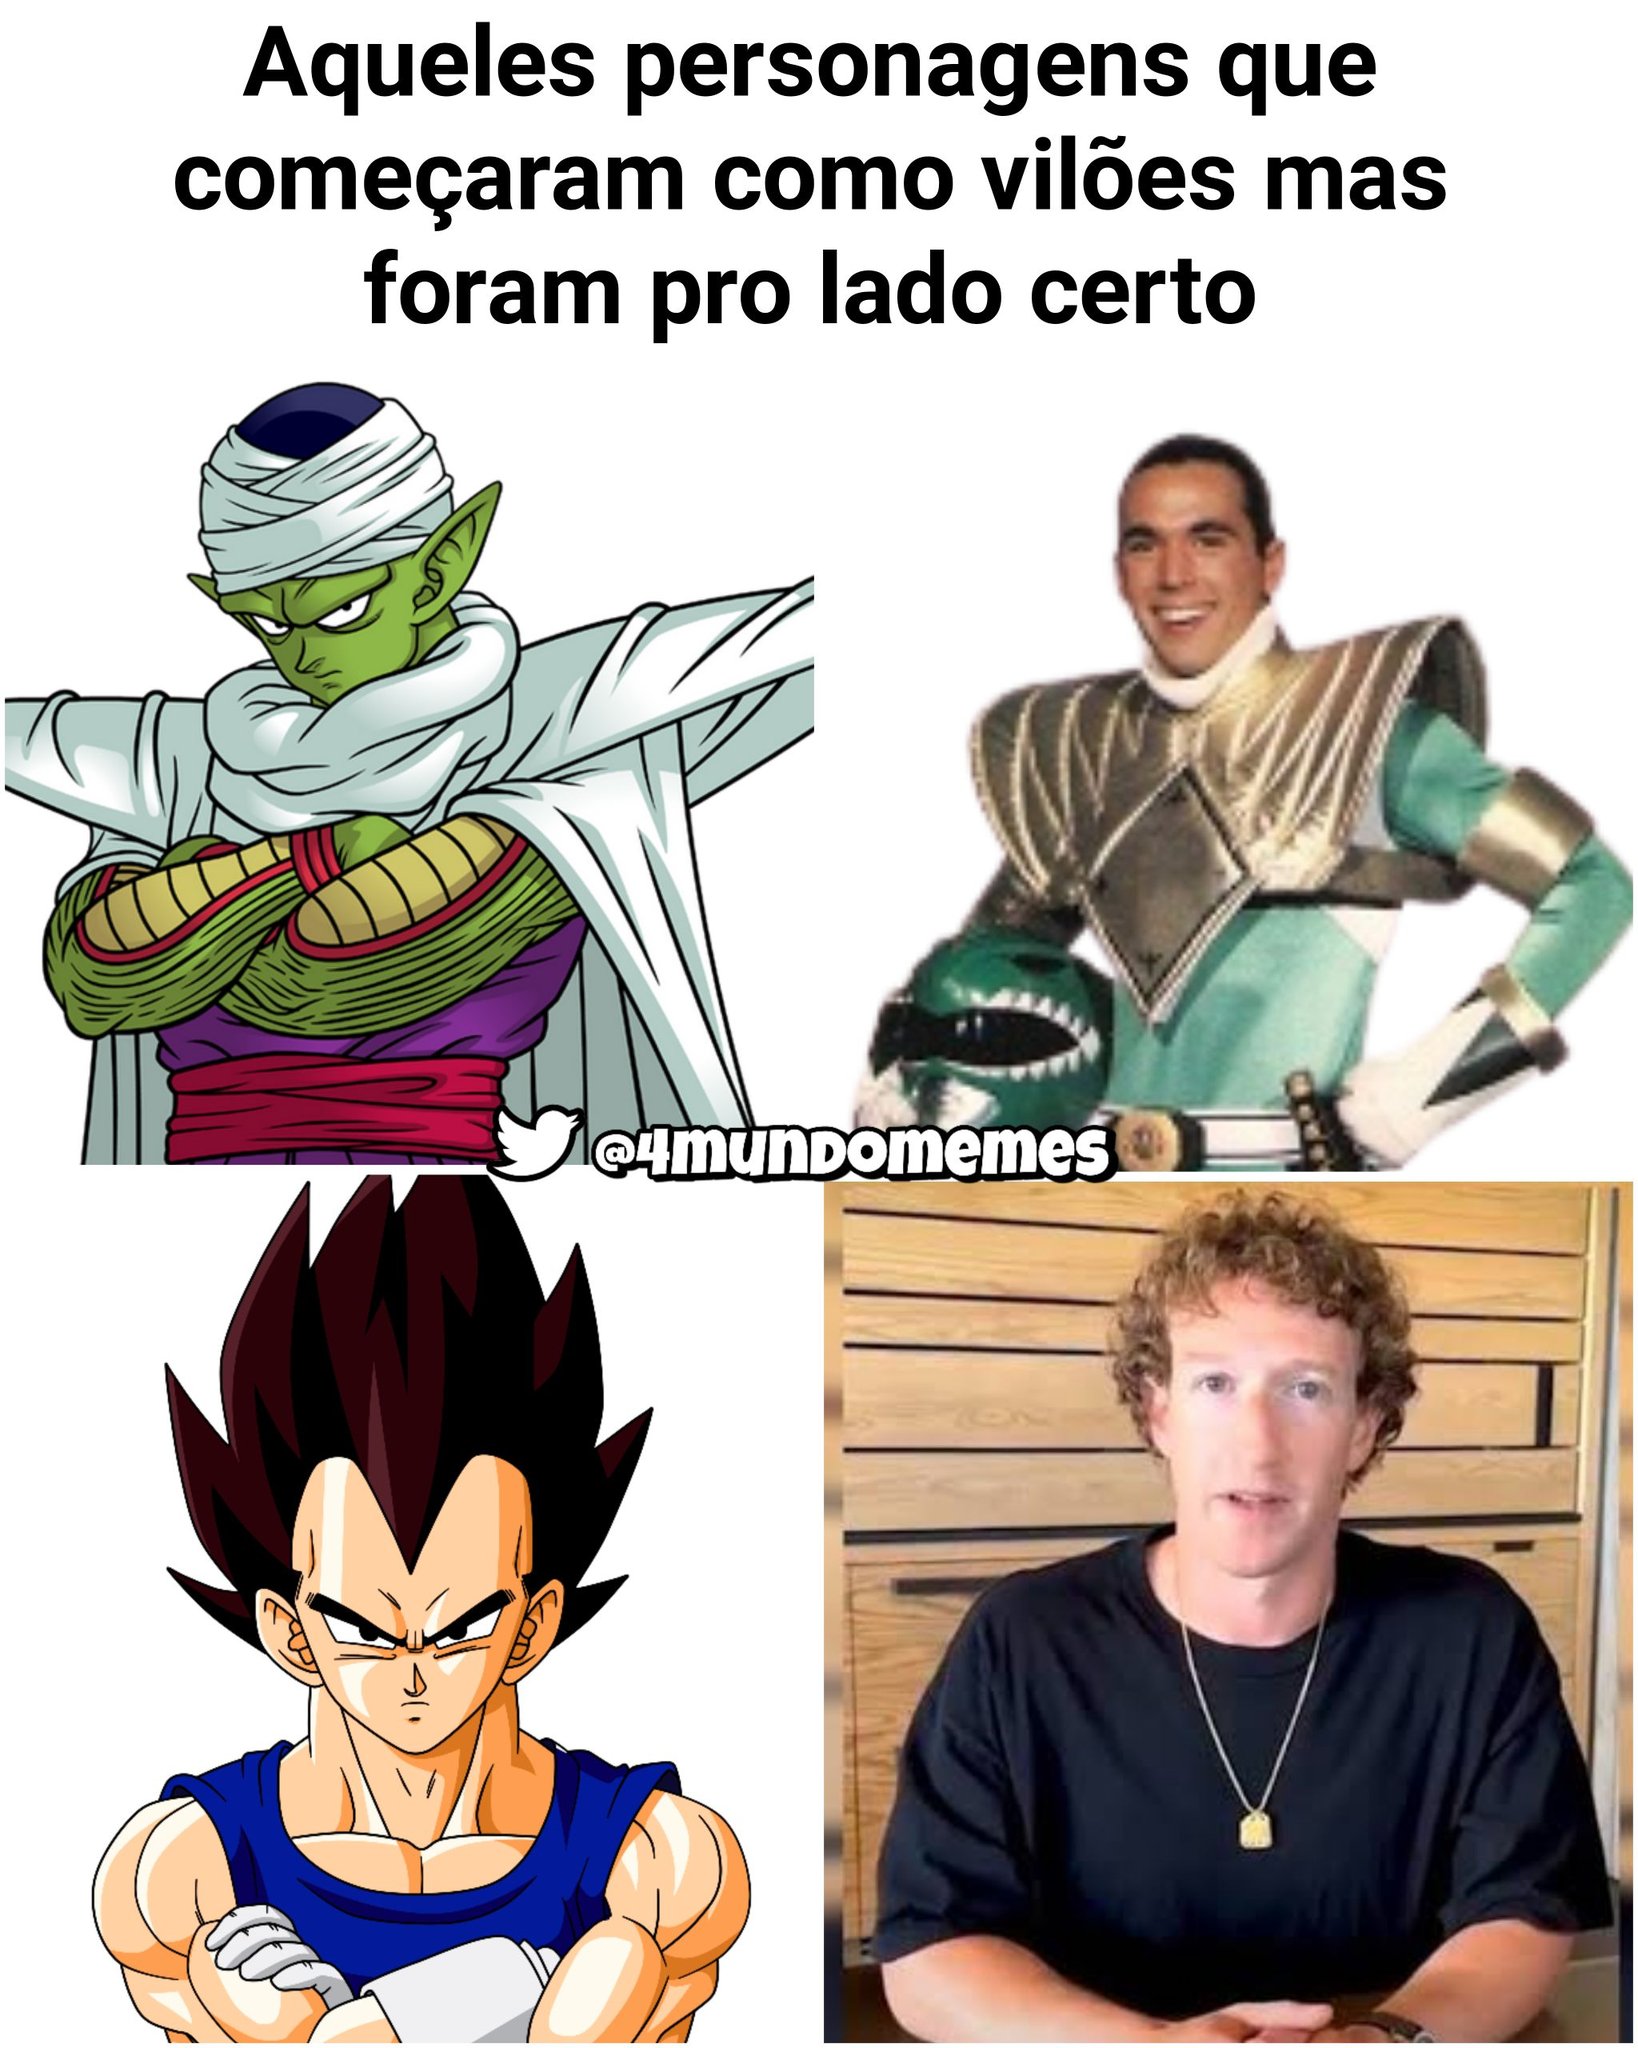 Aqueles personagens que
começaram como vilões mas
foram pro lado certo
@4mundomemes